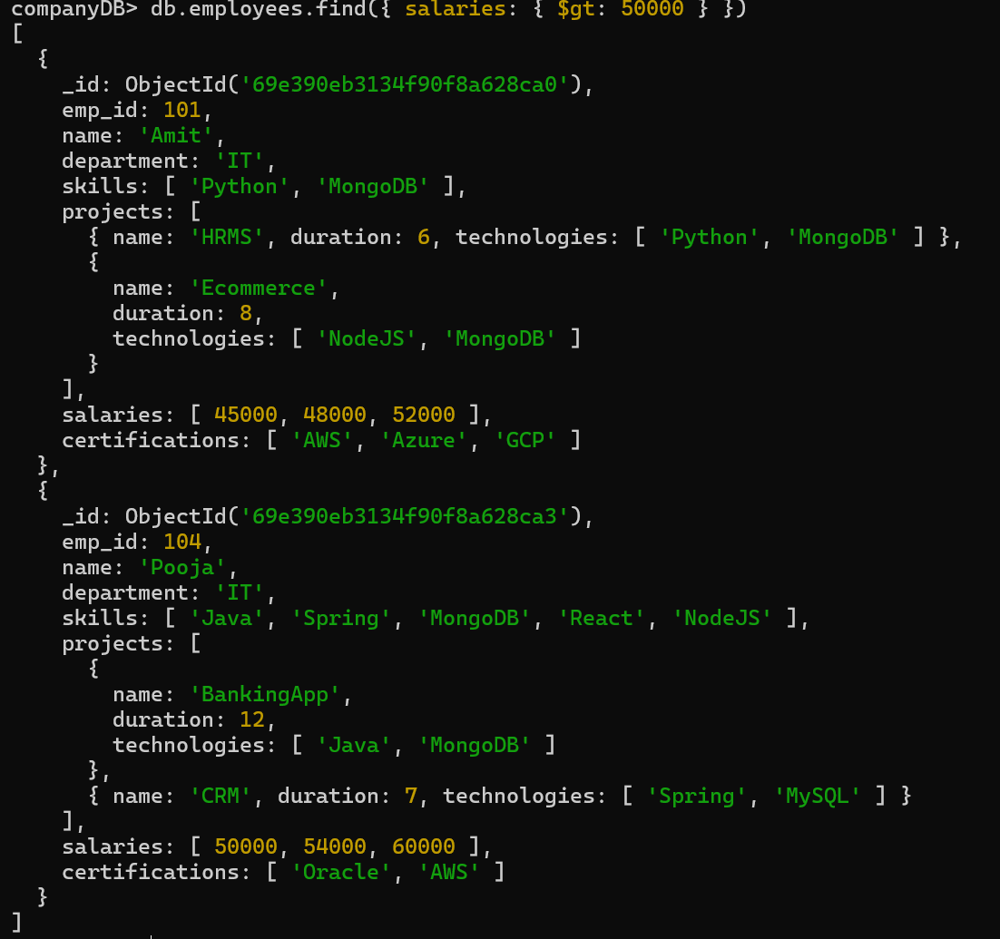 companyDB> db.employees.find({ salaries: { $gt: 50000 } })
[
  {
    _id: ObjectId('69e390eb3134f90f8a628ca0'),
    emp_id: 101,
    name: 'Amit',
    department: 'IT',
    skills: [ 'Python', 'MongoDB' ],
    projects: [
      { name: 'HRMS', duration: 6, technologies: [ 'Python', 'MongoDB' ] },
      {
        name: 'Ecommerce',
        duration: 8,
        technologies: [ 'NodeJS', 'MongoDB' ]
      }
    ],
    salaries: [ 45000, 48000, 52000 ],
    certifications: [ 'AWS', 'Azure', 'GCP' ]
  },
  {
    _id: ObjectId('69e390eb3134f90f8a628ca3'),
    emp_id: 104,
    name: 'Pooja',
    department: 'IT',
    skills: [ 'Java', 'Spring', 'MongoDB', 'React', 'NodeJS' ],
    projects: [
      {
        name: 'BankingApp',
        duration: 12,
        technologies: [ 'Java', 'MongoDB' ]
      },
      { name: 'CRM', duration: 7, technologies: [ 'Spring', 'MySQL' ] }
    ],
    salaries: [ 50000, 54000, 60000 ],
    certifications: [ 'Oracle', 'AWS' ]
  }
]